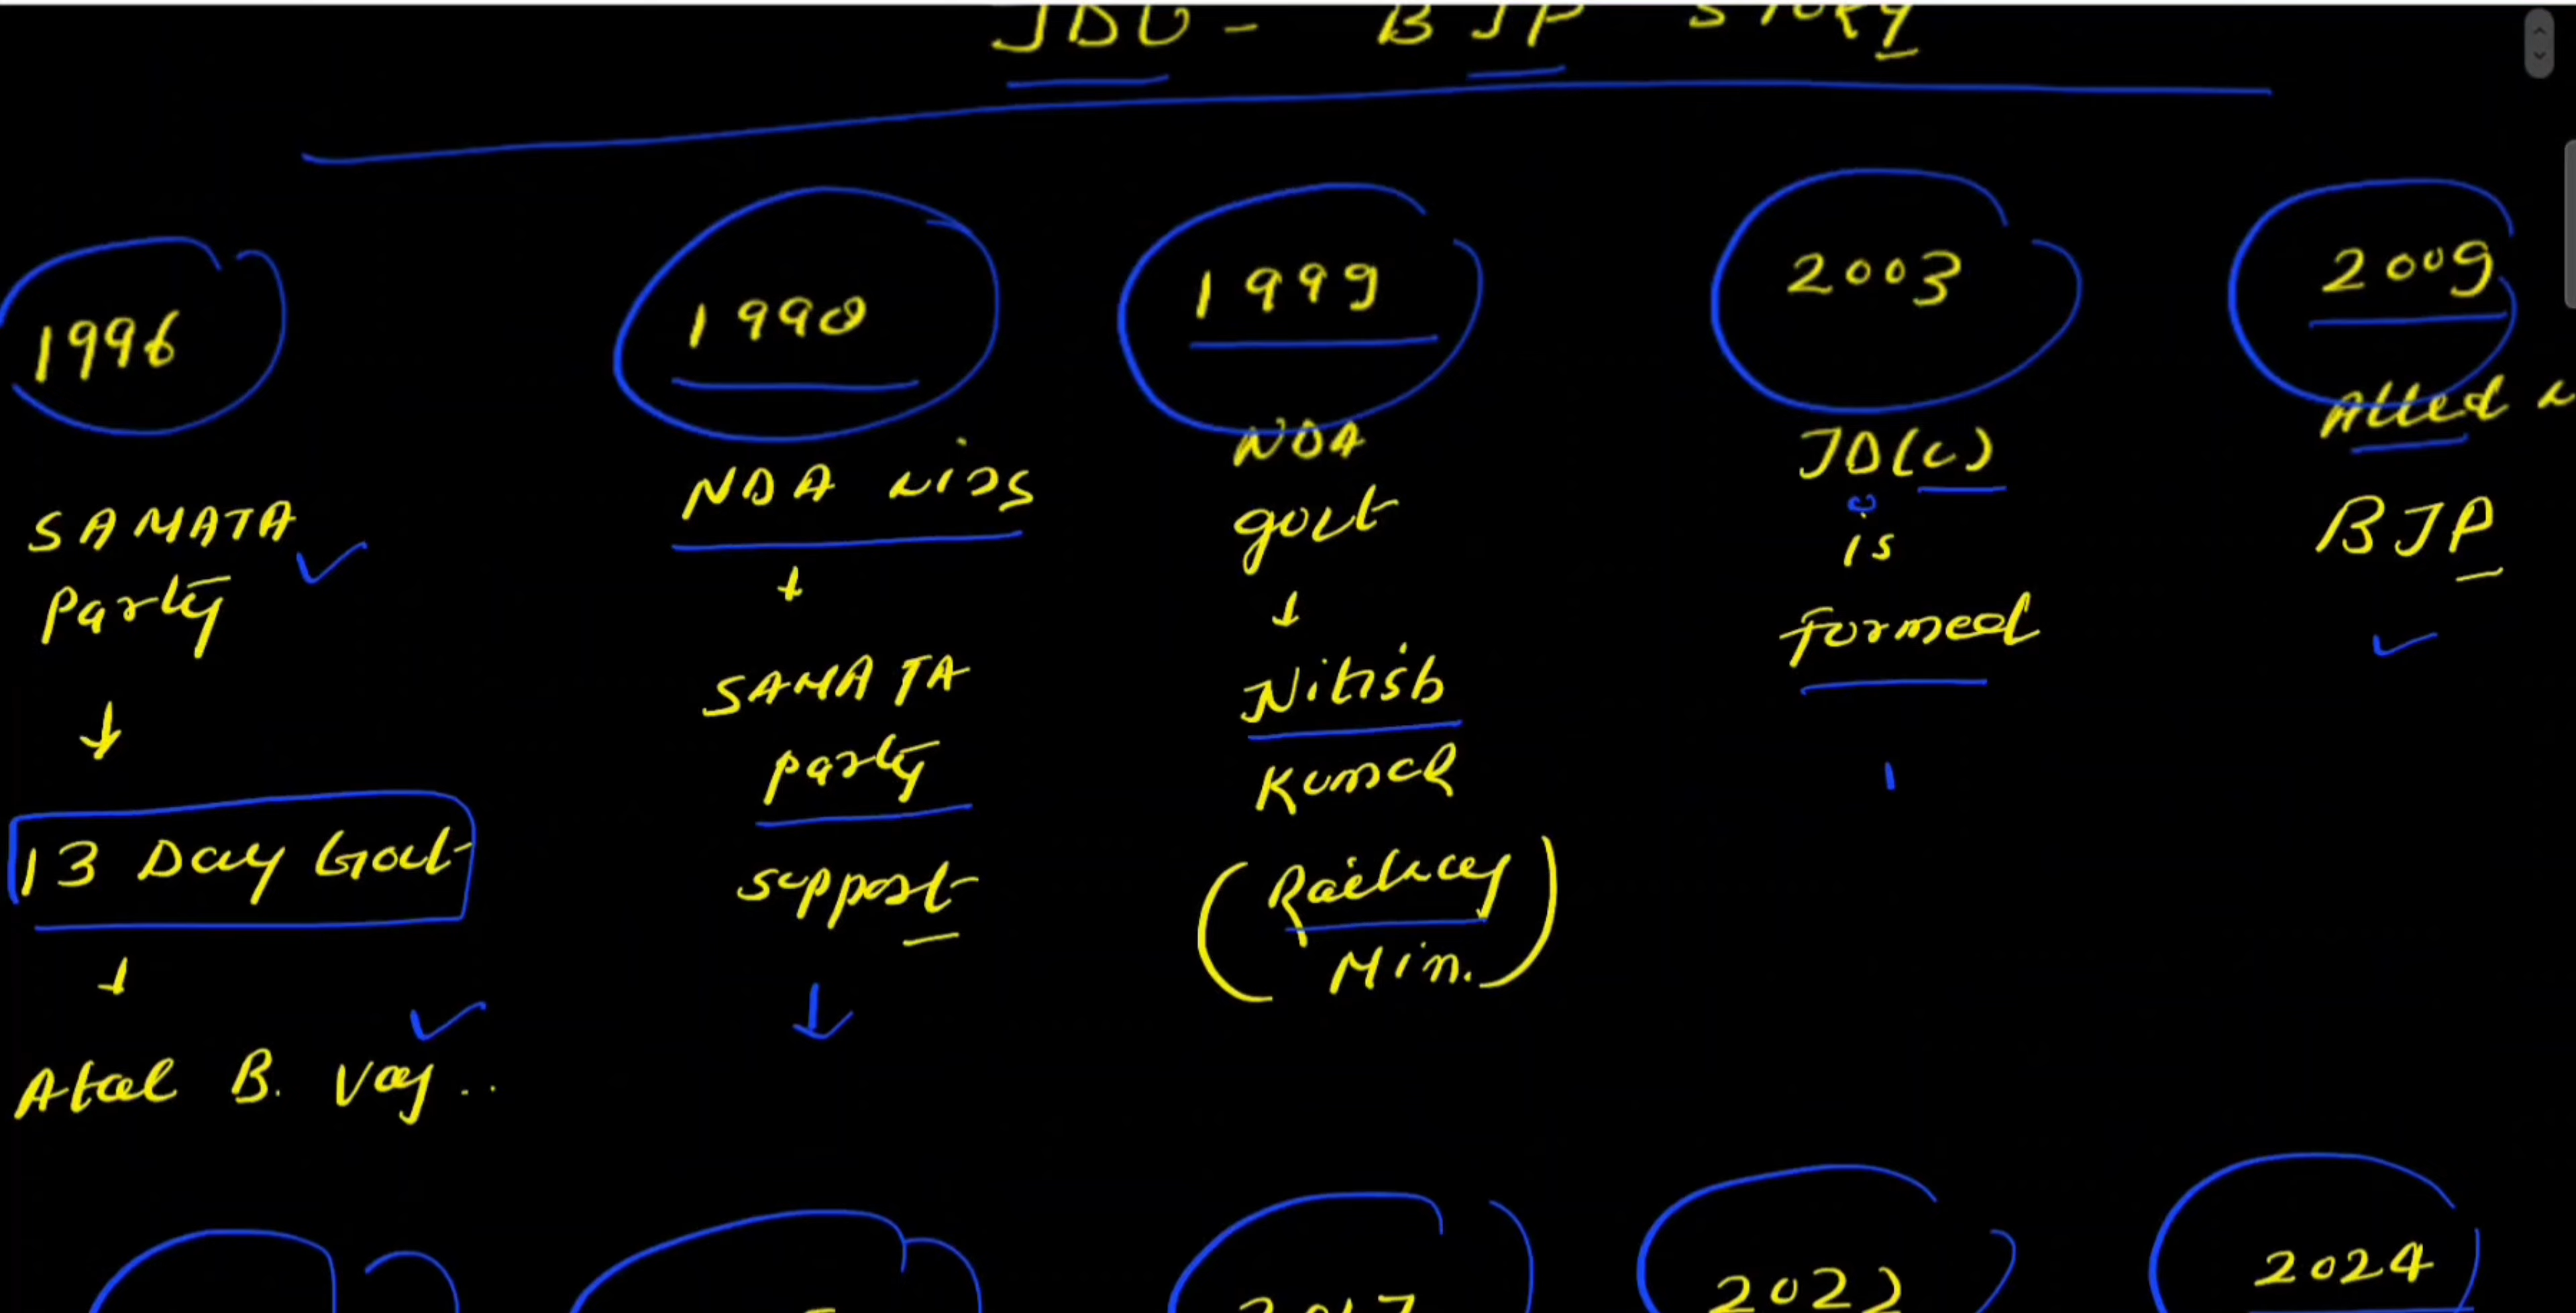 JDU - BJP STORY
1996
SAMATA
Party
13 Day Govt
Atal B. Vaj..
1998
NDA wins
SAMATA
party
support
1999
NDA
govt
Nitish
Kumar
(Railway
Min.)
2003
JD(U)
is
formed
2009
Allied w
BJP
2017
2022
2024